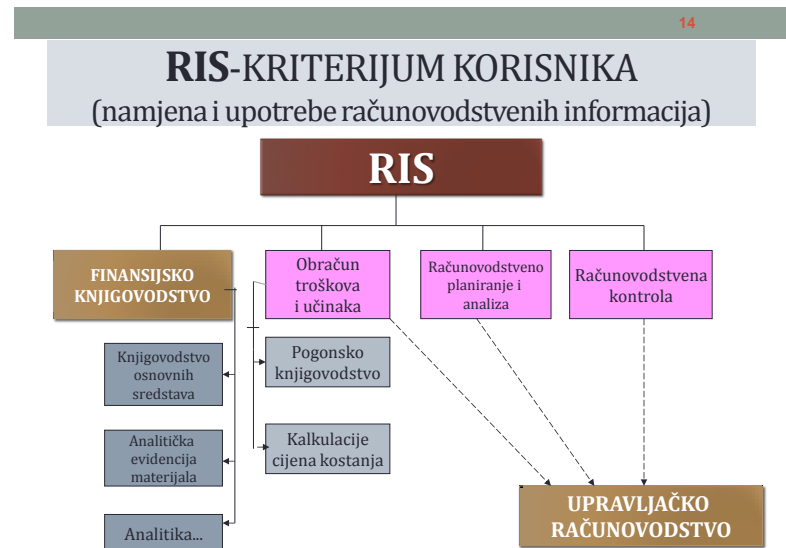 14
RIS-KRITERIJUM KORISNIKA
(namjena i upotrebe računovodstvenih informacija)
RIS
FINANSIJSKO
KNJIGOVODSTVO
Obračun
troškova
i učinaka
Računovodstveno
planiranje i
analiza
Računovodstvena
kontrola
Knjigovodstvo
osnovnih
sredstava
Pogonsko
knjigovodstvo
Analitička
evidencija
materijala
Kalkulacije
cijena kostanja
Analitika...
UPRAVLJAČKO
RAČUNOVODSTVO